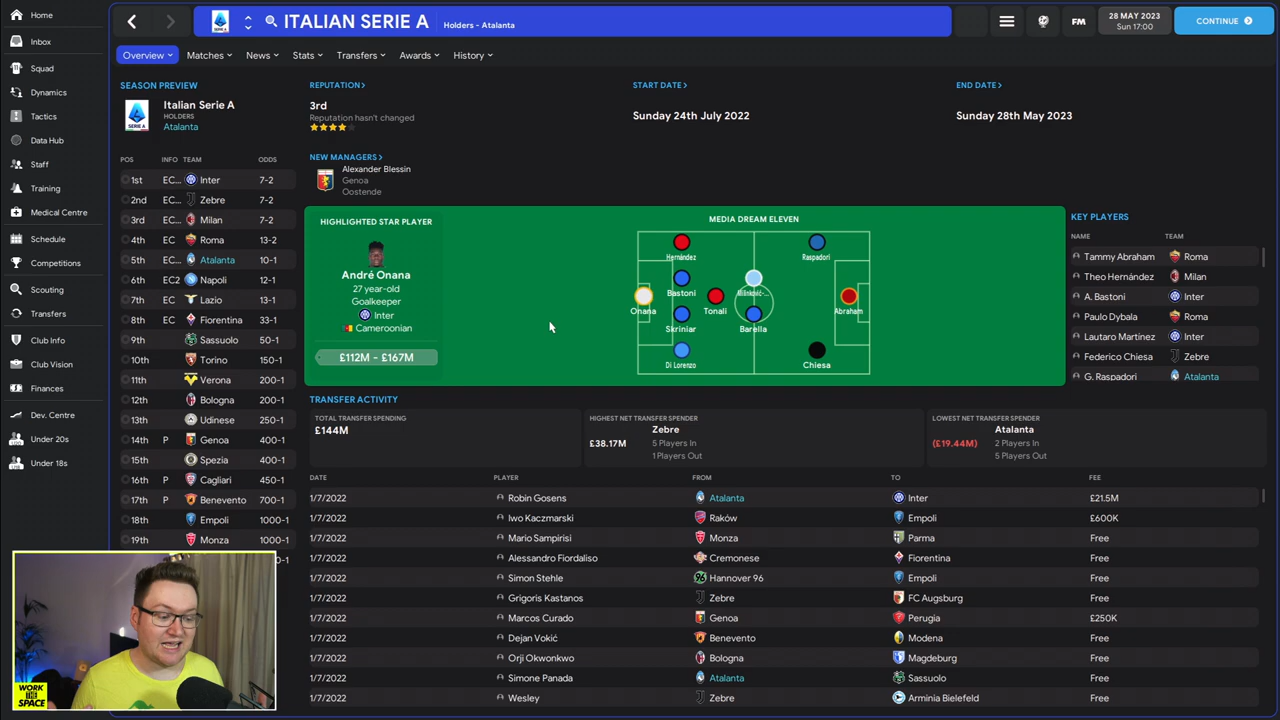 Home
Inbox
Squad
Dynamics
Tactics
Data Hub
Staff
Training
Medical Centre
Schedule
Competitions
Scouting
Transfers
Club Info
Club Vision
Finances
Dev. Centre
Under 20s
Under 18s
ITALIAN SERIE A
Holders - Atalanta
FM
28 MAY 2023
Sun 17:00
CONTINUE
Overview
Matches
News
Stats
Transfers
Awards
History
SEASON PREVIEW
Italian Serie A
HOLDERS
Atalanta
POS INFO TEAM ODDS
1st EC... Inter 7-2
2nd EC... Zebre 7-2
3rd EC... Milan 7-2
4th EC Roma 13-2
5th EC... Atalanta 10-1
6th EC2 Napoli 12-1
7th EC Lazio 13-1
8th EC Fiorentina 33-1
9th Sassuolo 50-1
10th Torino 150-1
11th Verona 200-1
12th Bologna 200-1
13th Udinese 250-1
14th P Genoa 400-1
15th Spezia 400-1
16th P Cagliari 450-1
17th P Benevento 700-1
18th Empoli 1000-1
19th Monza 1000-1
REPUTATION
3rd
Reputation hasn't changed
START DATE
Sunday 24th July 2022
END DATE
Sunday 28th May 2023
NEW MANAGERS
Alexander Blessin
Genoa
Oostende
HIGHLIGHTED STAR PLAYER
André Onana
27 year-old
Goalkeeper
Inter
Cameroonian
£112M - £167M
MEDIA DREAM ELEVEN
Hernández
Raspadori
Bastoni
Milinković-...
Onana
Tonali
Abraham
Skriniar
Barella
Di Lorenzo
Chiesa
KEY PLAYERS
NAME TEAM
Tammy Abraham Roma
Theo Hernández Milan
A. Bastoni Inter
Paulo Dybala Roma
Lautaro Martinez Inter
Federico Chiesa Zebre
G. Raspadori Atalanta
TRANSFER ACTIVITY
TOTAL TRANSFER SPENDING
£144M
HIGHEST NET TRANSFER SPENDER
£38.17M
Zebre
5 Players In
1 Players Out
LOWEST NET TRANSFER SPENDER
(£19.44M)
Atalanta
2 Players In
5 Players Out
DATE PLAYER FROM TO FEE
1/7/2022 Robin Gosens Atalanta Inter £21.5M
1/7/2022 Iwo Kaczmarski Raków Empoli £600K
1/7/2022 Mario Sampirisi Monza Parma Free
1/7/2022 Alessandro Fiordaliso Cremonese Fiorentina Free
1/7/2022 Simon Stehle Hannover 96 Empoli Free
1/7/2022 Grigoris Kastanos Zebre FC Augsburg Free
1/7/2022 Marcos Curado Genoa Perugia £250K
1/7/2022 Dejan Vokić Benevento Modena Free
1/7/2022 Orji Okwonkwo Bologna Magdeburg Free
1/7/2022 Simone Panada Atalanta Sassuolo Free
1/7/2022 Wesley Zebre Arminia Bielefeld Free
WORK
THE
SPACE